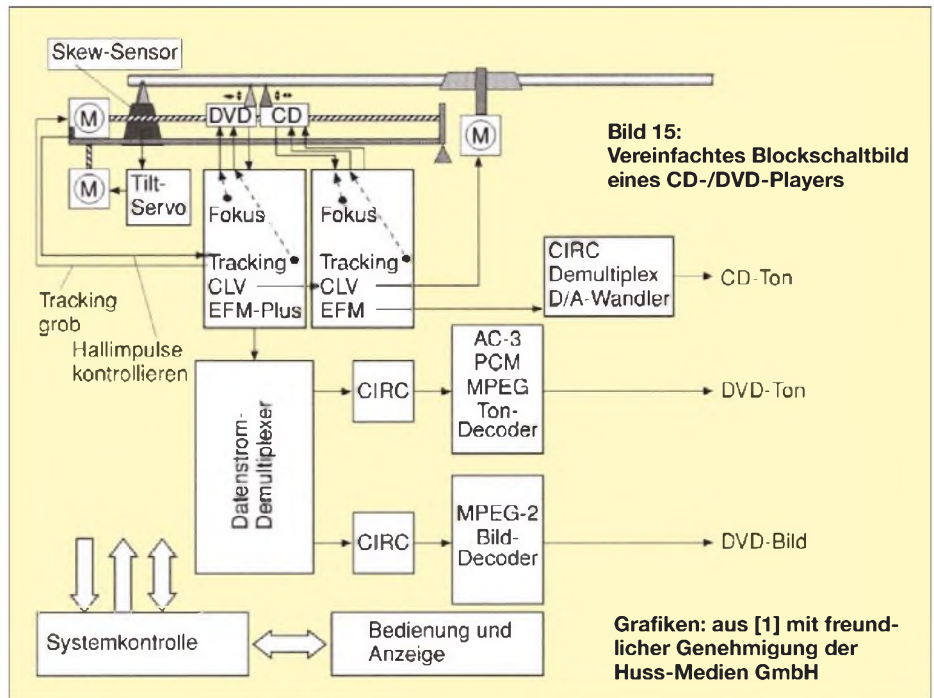 Skew-Sensor
M
DVD
CD
M
M
Tilt-
Servo
Bild 15:
Vereinfachtes Blockschaltbild
eines CD-/DVD-Players
Fokus
Tracking
CLV
EFM-Plus
Fokus
Tracking
CLV
EFM
Tracking
grob
Hallimpulse
kontrollieren
CIRC
Demultiplex
D/A-Wandler
CD-Ton
Datenstrom-
Demultiplexer
CIRC
AC-3
PCM
MPEG
Ton-
Decoder
DVD-Ton
CIRC
MPEG-2
Bild-
Decoder
DVD-Bild
Systemkontrolle
Bedienung und
Anzeige
Grafiken: aus [1] mit freund-
licher Genehmigung der
Huss-Medien GmbH